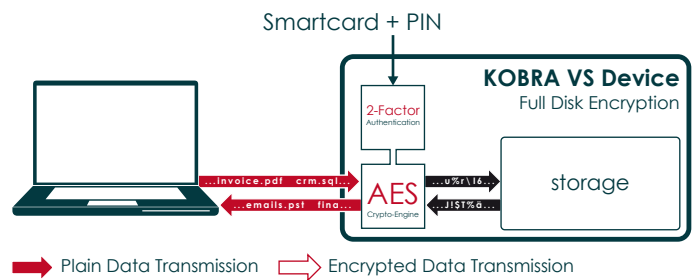 Smartcard + PIN
KOBRA VS Device
Full Disk Encryption
2-Factor
Authentication
...invoice.pdf crm.sql...
...u%r\I6...
AES
Crypto-Engine
storage
...emails.pst fina...
...J!$T%ä...
Plain Data Transmission
Encrypted Data Transmission